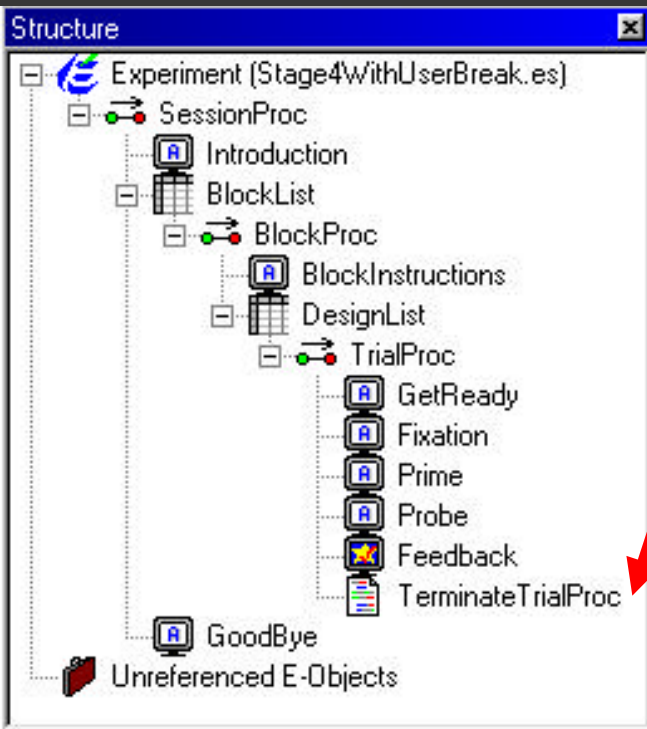 Structure
Experiment (Stage4WithUserBreak.es)
SessionProc
Introduction
BlockList
BlockProc
BlockInstructions
DesignList
TrialProc
GetReady
Fixation
Prime
Probe
Feedback
TerminateTrialProc
GoodBye
Unreferenced E-Objects